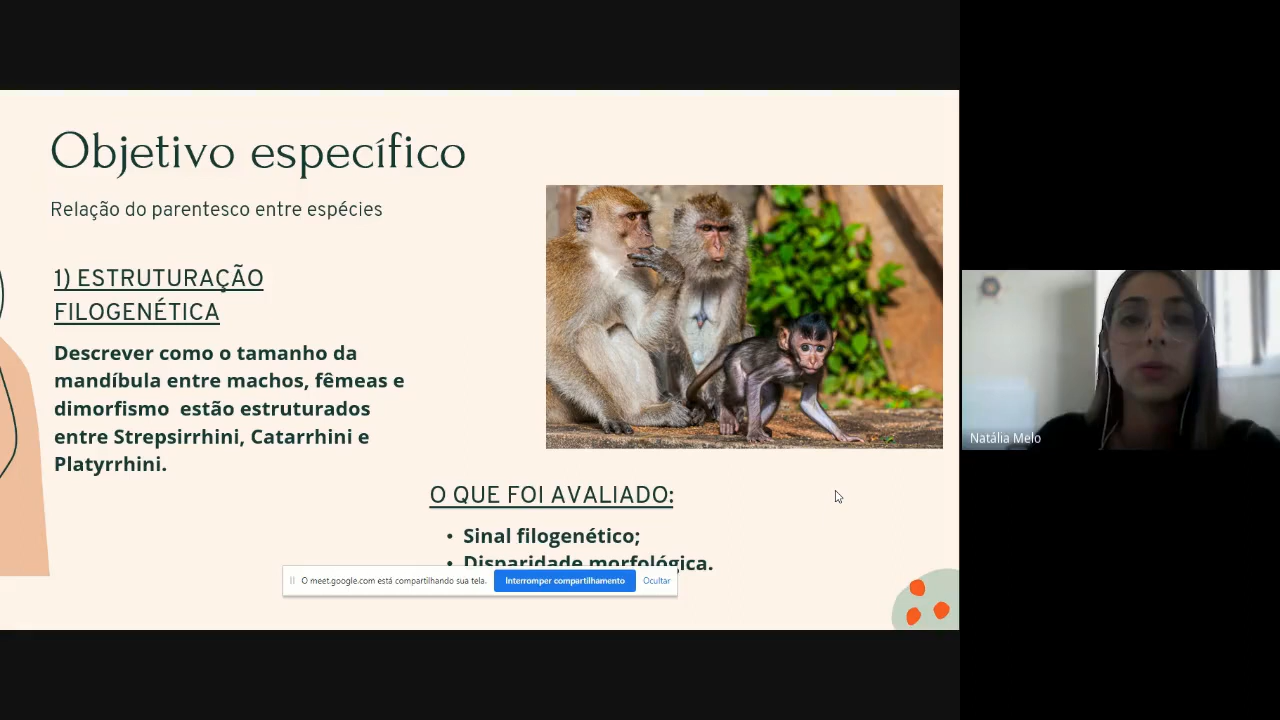 Objetivo específico
Relação do parentesco entre espécies
1) ESTRUTURAÇÃO
FILOGENÉTICA
Descrever como o tamanho da
mandíbula entre machos, fêmeas e
dimorfismo estão estruturados
entre Strepsirrhini, Catarrhini e
Platyrrhini.
O QUE FOI AVALIADO:
• Sinal filogenético;
• Disparidade morfológica.
O meet.google.com está compartilhando sua tela. Interromper compartilhamento Ocultar
Natália Melo